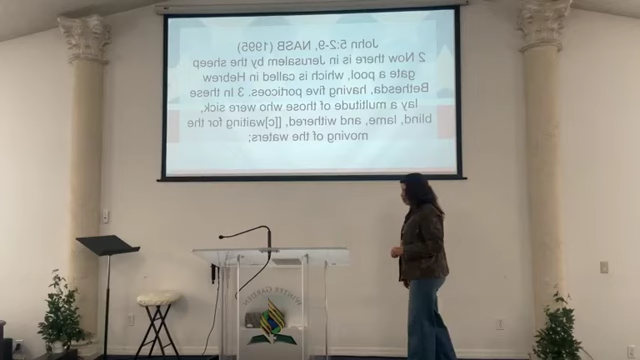 John 5:2-9, NASB (1995)
2 Now there is in Jerusalem by the sheep
gate a pool, which is called in Hebrew
Bethesda, having five porticoes. 3 In these
lay a multitude of those who were sick,
blind, lame, and withered, [[c]waiting for the
moving of the waters;
WINTER GARDEN